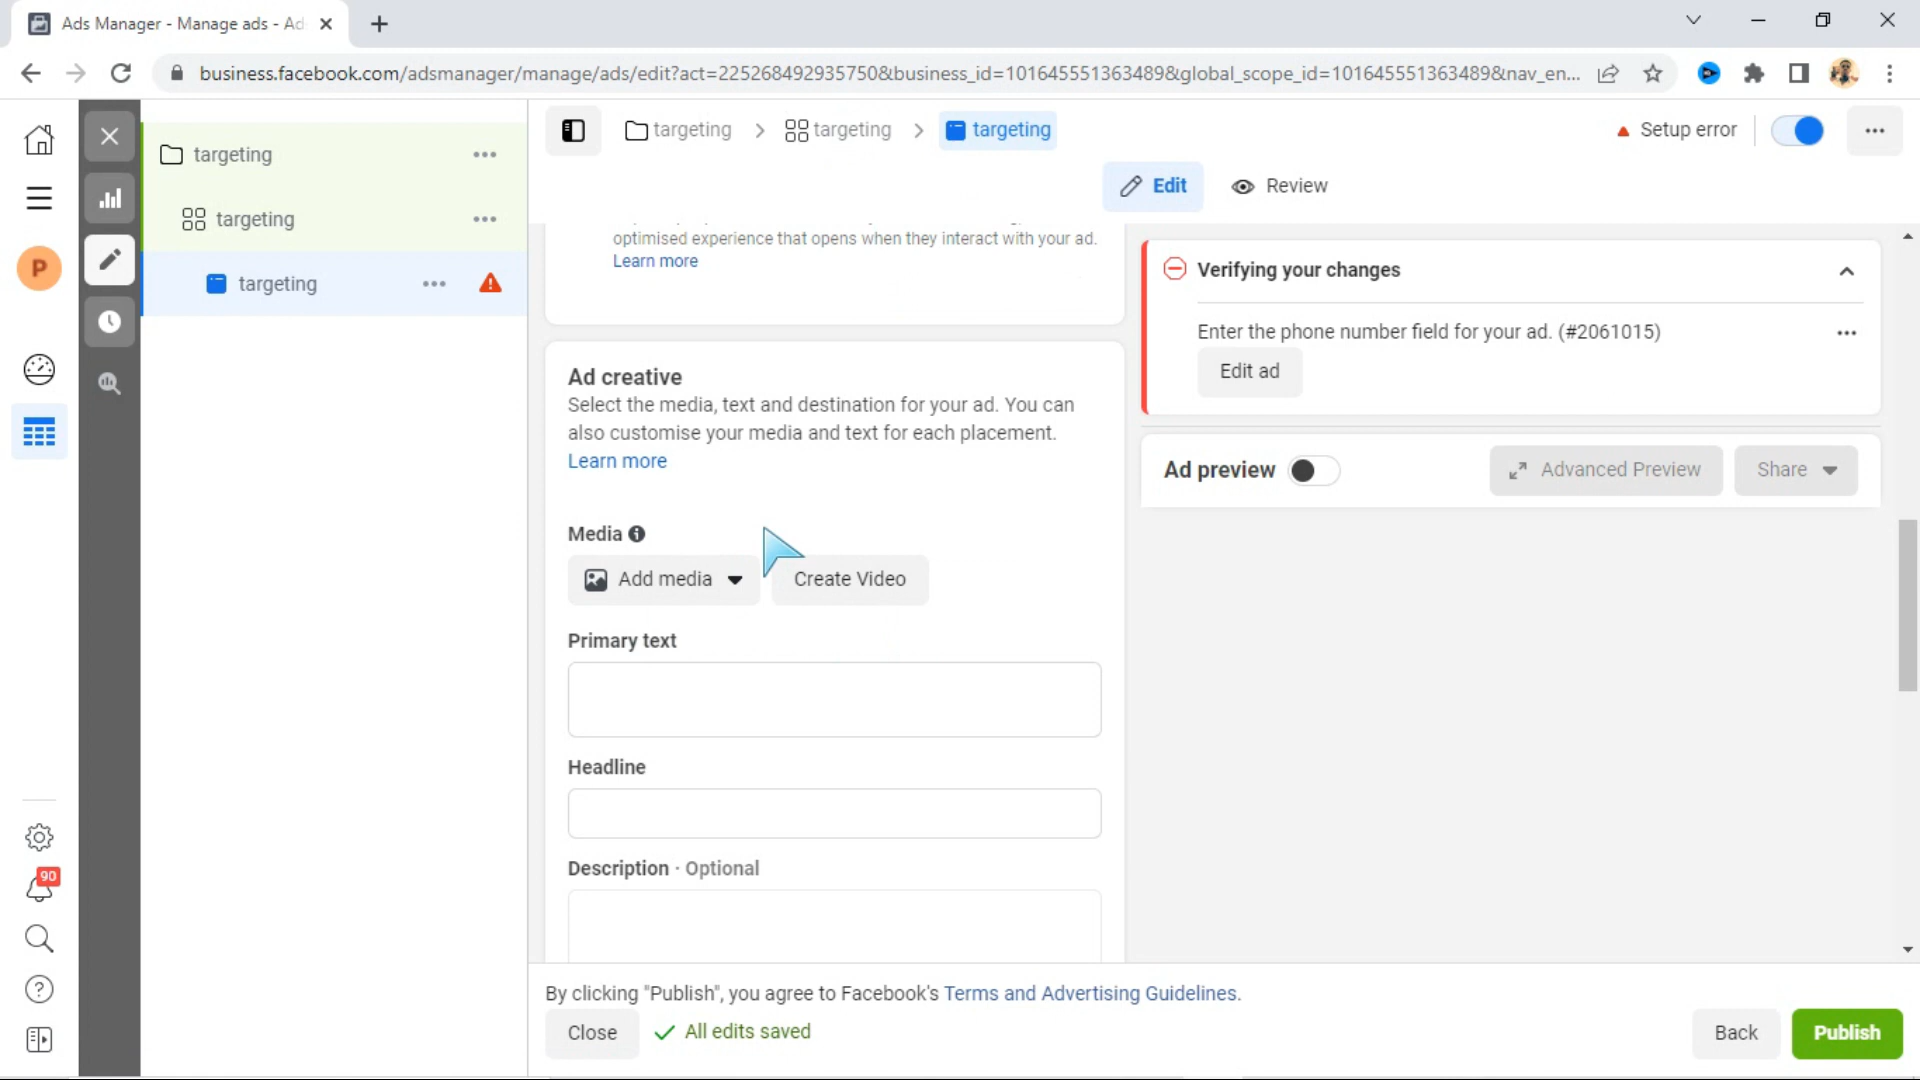 Ads Manager - Manage ads - Ad
business.facebook.com/adsmanager/manage/ads/edit?act=225268492935750&business_id=101645551363489&global_scope_id=101645551363489&nav_en...
targeting
targeting
targeting
targeting
targeting
targeting
Setup error
Edit
Review
P
90
optimised experience that opens when they interact with your ad.
Learn more
Ad creative
Select the media, text and destination for your ad. You can
also customise your media and text for each placement.
Learn more
Media
Add media
Create Video
Primary text
Headline
Description · Optional
Verifying your changes
Enter the phone number field for your ad. (#2061015)
Edit ad
Ad preview
Advanced Preview
Share
By clicking "Publish", you agree to Facebook's Terms and Advertising Guidelines.
Close
All edits saved
Back
Publish